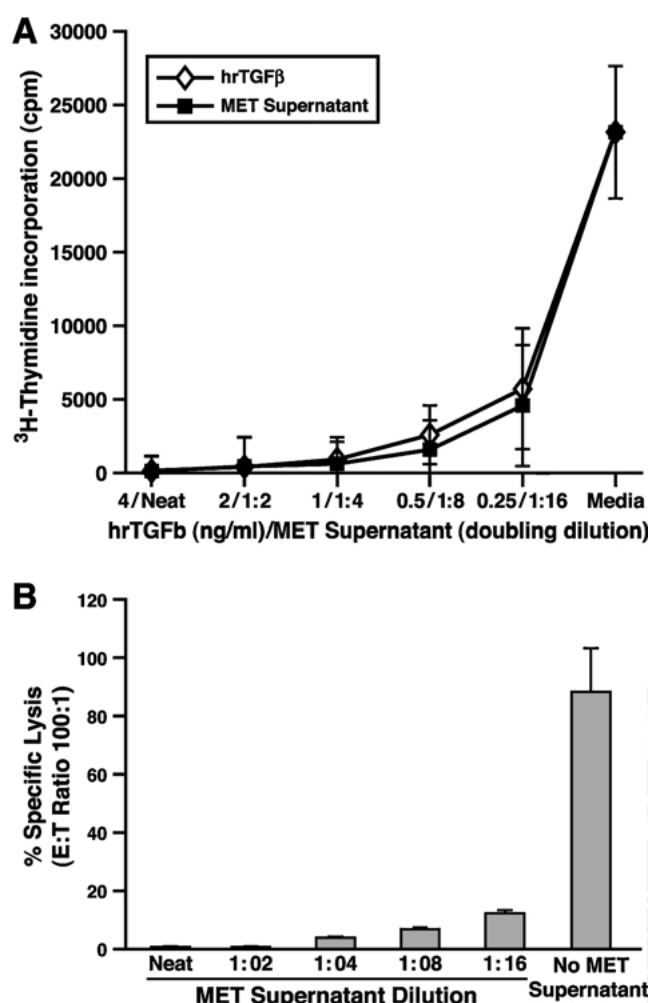 A
30000
25000
20000
15000
10000
5000
0
³H-Thymidine incorporation (cpm)
hrTGFβ
MET Supernatant
4/Neat 2/1:2 1/1:4 0.5/1:8 0.25/1:16 Media
hrTGFb (ng/ml)/MET Supernatant (doubling dilution)
B
120
100
80
60
40
20
0
% Specific Lysis
(E:T Ratio 100:1)
Neat 1:02 1:04 1:08 1:16 No MET
Supernatant
MET Supernatant Dilution